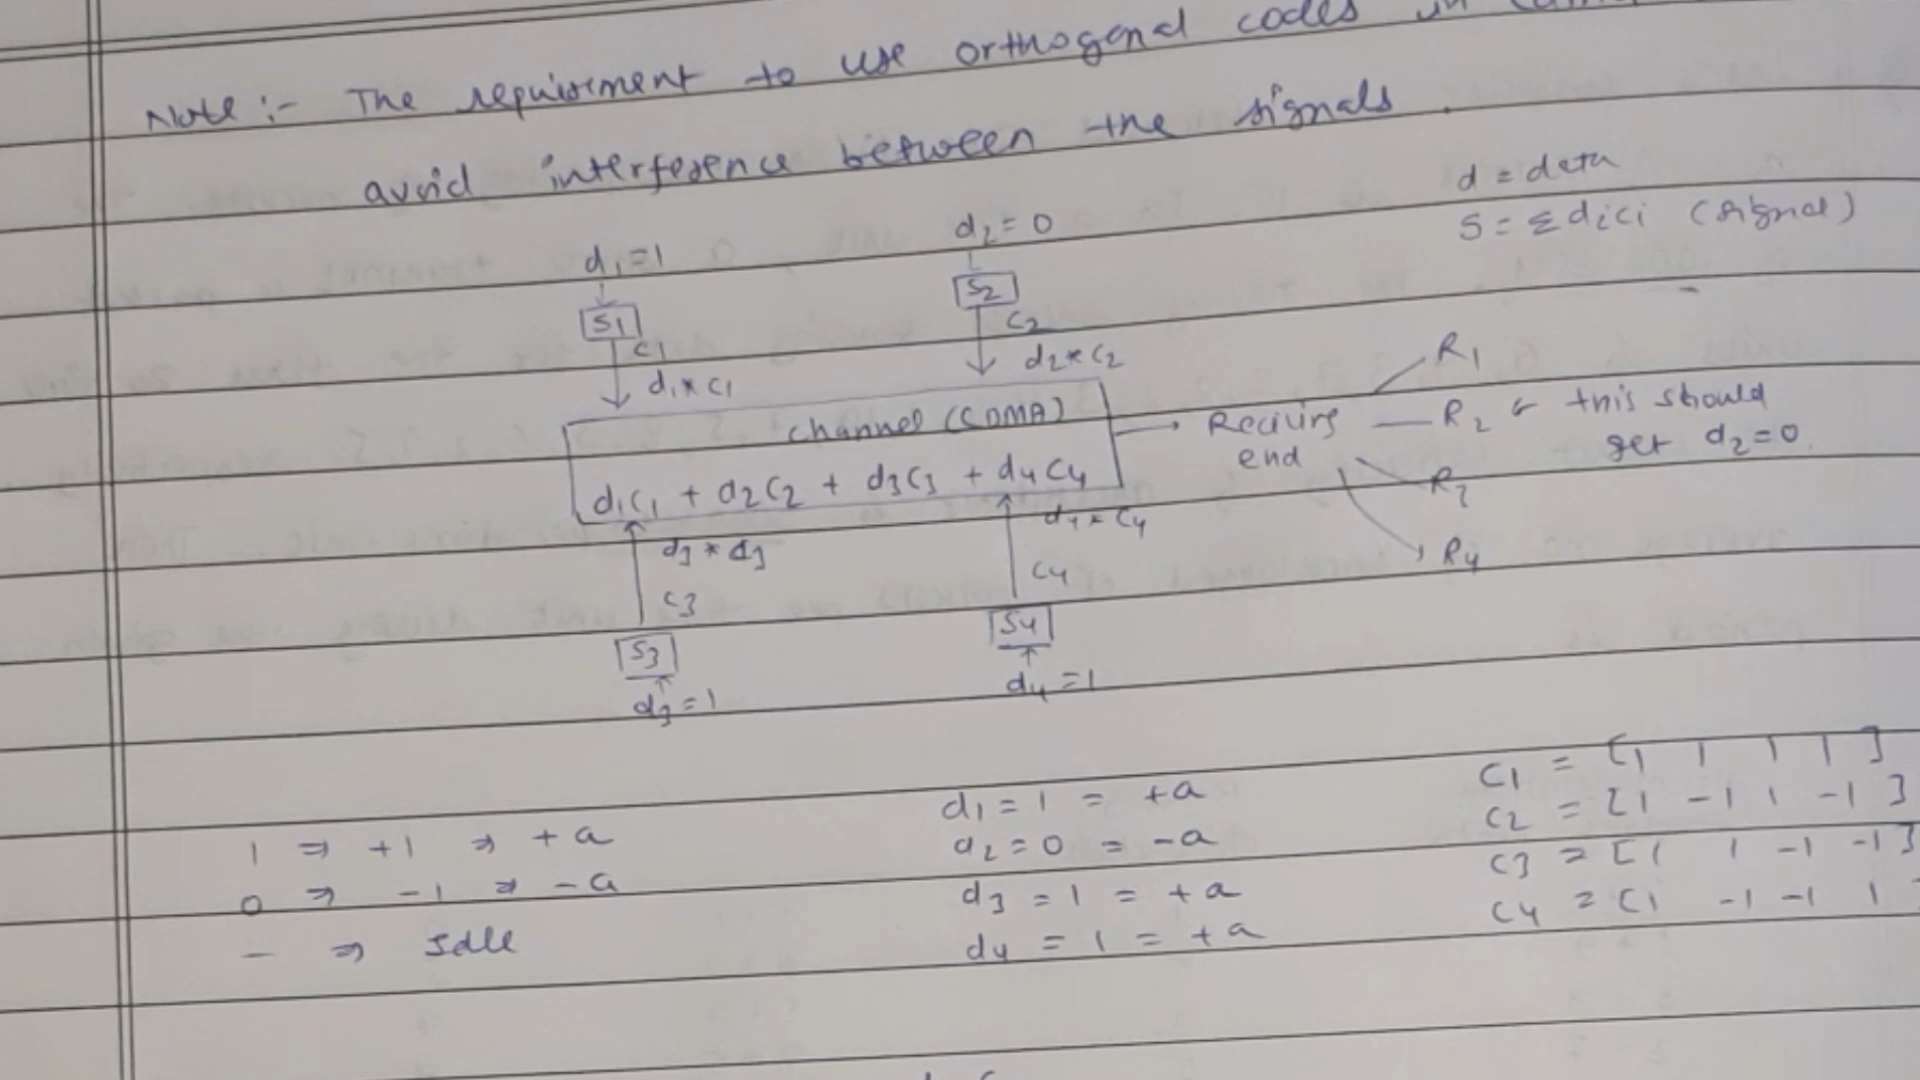 Note :- The requirement to use orthogonal codes in
avoid interference between the signals.
d = data
S = Σ dici (signal)
d1=1
d2=0
S1
S2
C1
C2
d1*C1
d2*C2
channel (CDMA)
d1C1 + d2C2 + d3C3 + d4C4
Reciving end
R1
R2 ← this should
get d2=0
R3
R4
d3 * d3
d4 * C4
C3
C4
S3
S4
d3=1
d4=1
1 ⇒ +1 ⇒ +a
0 ⇒ -1 ⇒ -a
- ⇒ Idle
d1 = 1 = +a
d2 = 0 = -a
d3 = 1 = +a
d4 = 1 = +a
C1 = [1 1 1 1]
C2 = [1 -1 1 -1]
C3 = [1 1 -1 -1]
C4 = [1 -1 -1 1